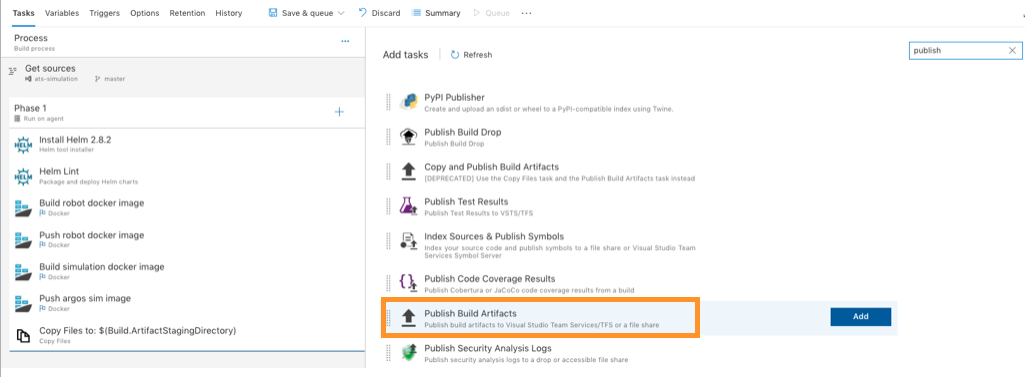 Tasks Variables Triggers Options Retention History Save & queue Discard Summary Queue ...
Process ...
Build process
Get sources
ats-simulation master
Phase 1
Run on agent
HELM Install Helm 2.8.2
Helm tool installer
HELM Helm Lint
Package and deploy Helm charts
Build robot docker image
Docker
Push robot docker image
Docker
Build simulation docker image
Docker
Push argos sim image
Docker
Copy Files to: $(Build.ArtifactStagingDirectory)
Copy Files
Add tasks Refresh publish
PyPI Publisher
Create and upload an sdist or wheel to a PyPI-compatible index using Twine.
Publish Build Drop
Publish Build Drop
Copy and Publish Build Artifacts
[DEPRECATED] Use the Copy Files task and the Publish Build Artifacts task instead
Publish Test Results
Publish Test Results to VSTS/TFS
Index Sources & Publish Symbols
Index your source code and publish symbols to a file share or Visual Studio Team
Services Symbol Server
Publish Code Coverage Results
Publish Cobertura or JaCoCo code coverage results from a build
Publish Build Artifacts
Publish build artifacts to Visual Studio Team Services/TFS or a file share
Add
Publish Security Analysis Logs
Publish security analysis logs to a drop or accessible file share